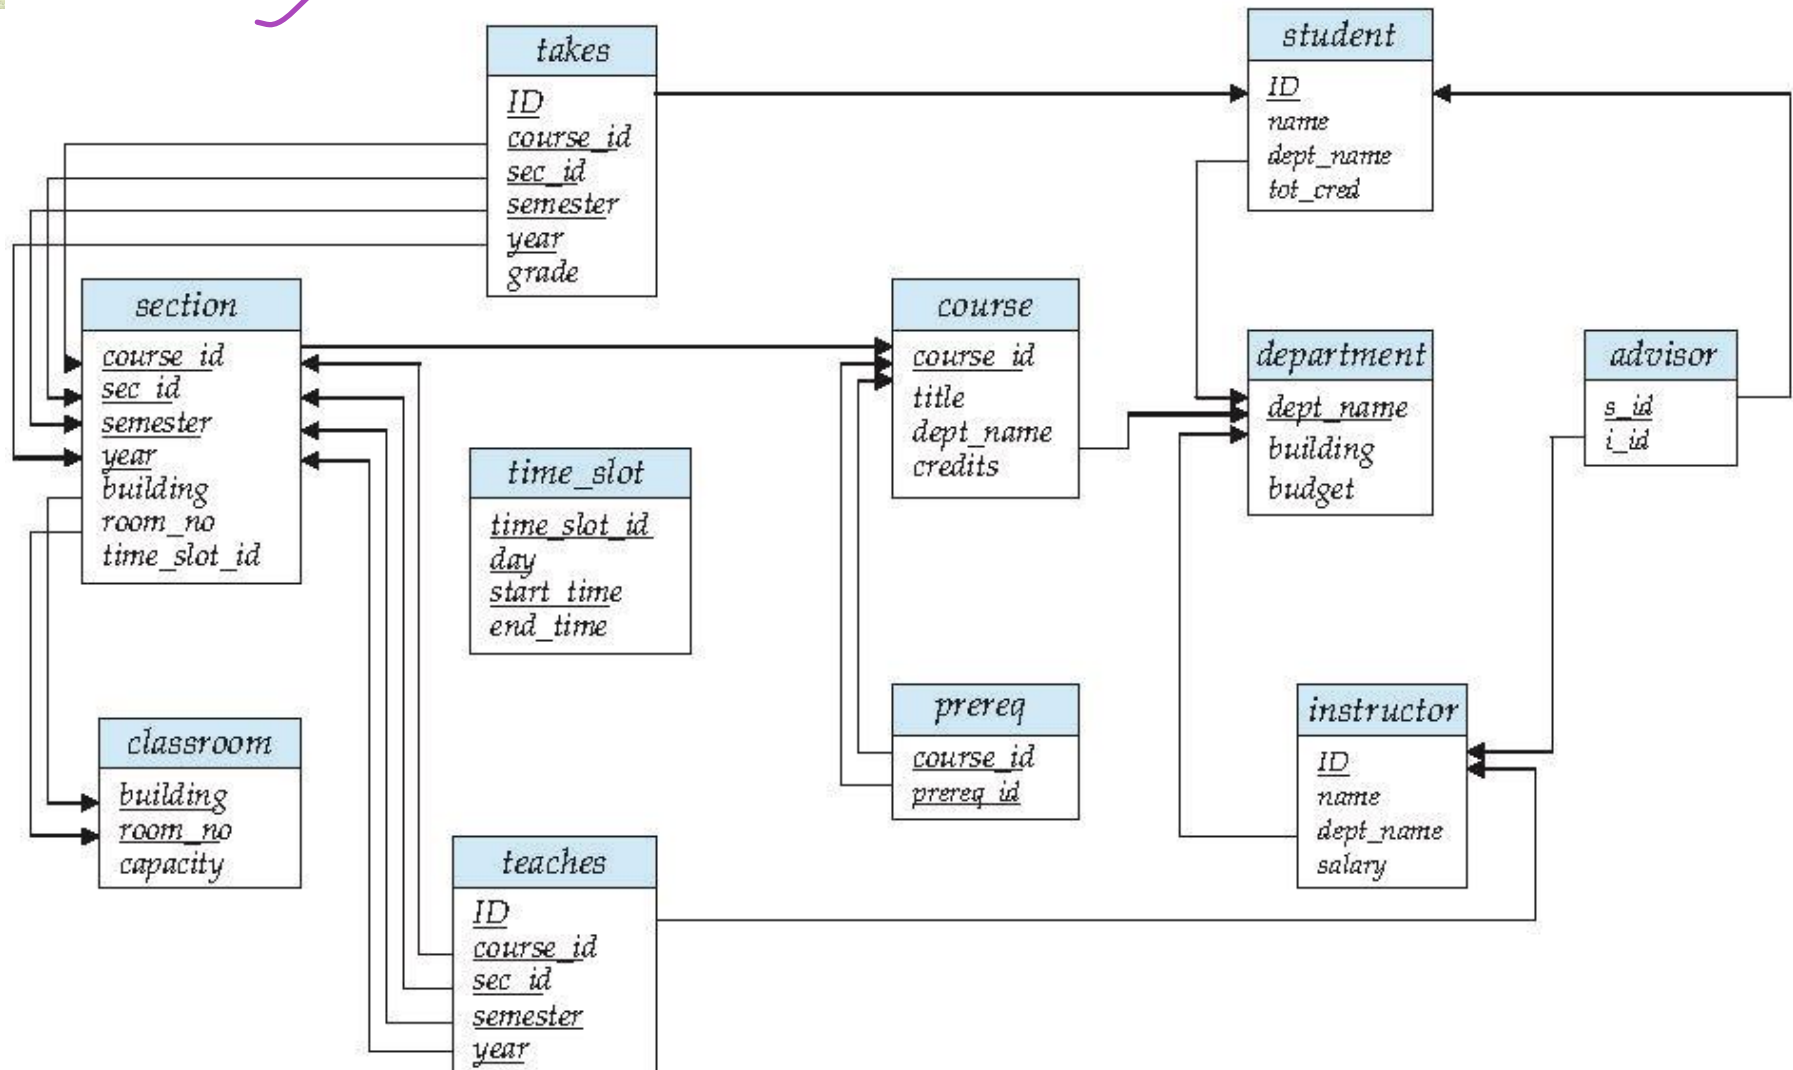 takes
ID
course_id
sec_id
semester
year
grade
student
ID
name
dept_name
tot_cred
section
course_id
sec_id
semester
year
building
room_no
time_slot_id
course
course_id
title
dept_name
credits
department
dept_name
building
budget
advisor
s_id
i_id
time_slot
time_slot_id
day
start_time
end_time
prereq
course_id
prereq_id
instructor
ID
name
dept_name
salary
classroom
building
room_no
capacity
teaches
ID
course_id
sec_id
semester
year